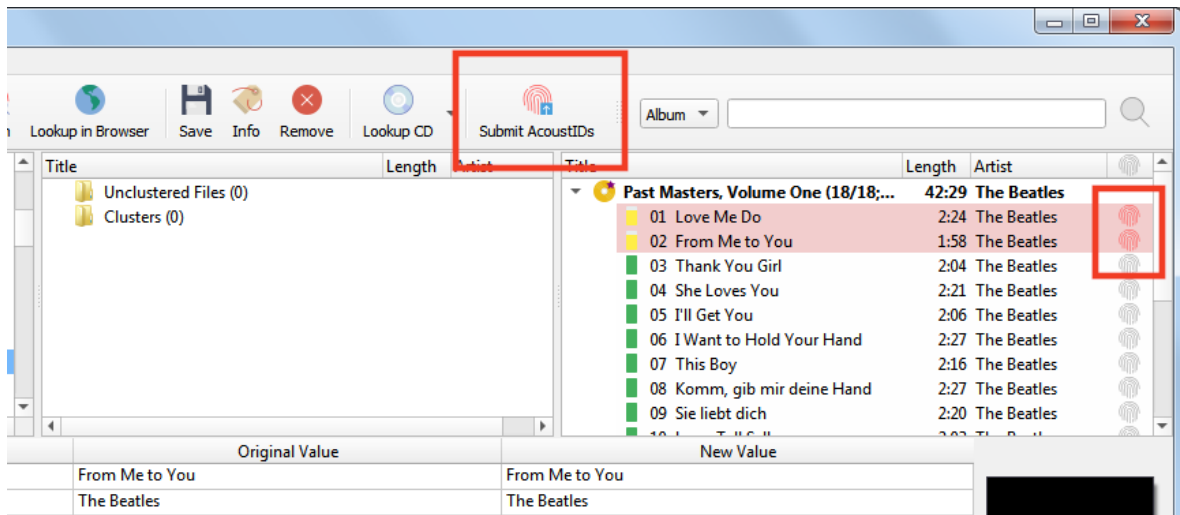 Lookup in Browser Save Info Remove Lookup CD Submit AcoustIDs Album
Title Length Artist
Unclustered Files (0)
Clusters (0)
Title Length Artist
Past Masters, Volume One (18/18;... 42:29 The Beatles
01 Love Me Do 2:24 The Beatles
02 From Me to You 1:58 The Beatles
03 Thank You Girl 2:04 The Beatles
04 She Loves You 2:21 The Beatles
05 I'll Get You 2:06 The Beatles
06 I Want to Hold Your Hand 2:27 The Beatles
07 This Boy 2:16 The Beatles
08 Komm, gib mir deine Hand 2:27 The Beatles
09 Sie liebt dich 2:20 The Beatles
Original Value New Value
From Me to You From Me to You
The Beatles The Beatles